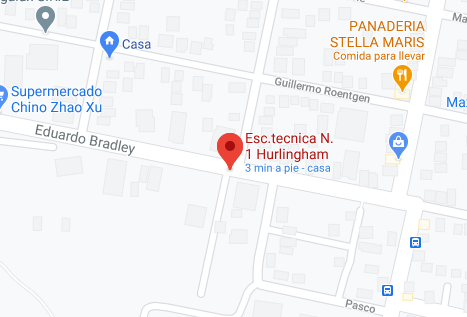 PANADERIA
STELLA MARIS
Comida para llevar
Casa
Guillermo Roentgen
Supermercado
Chino Zhao Xu
Eduardo Bradley
Esc.tecnica N.
1 Hurlingham
3 min a pie - casa
Pasco